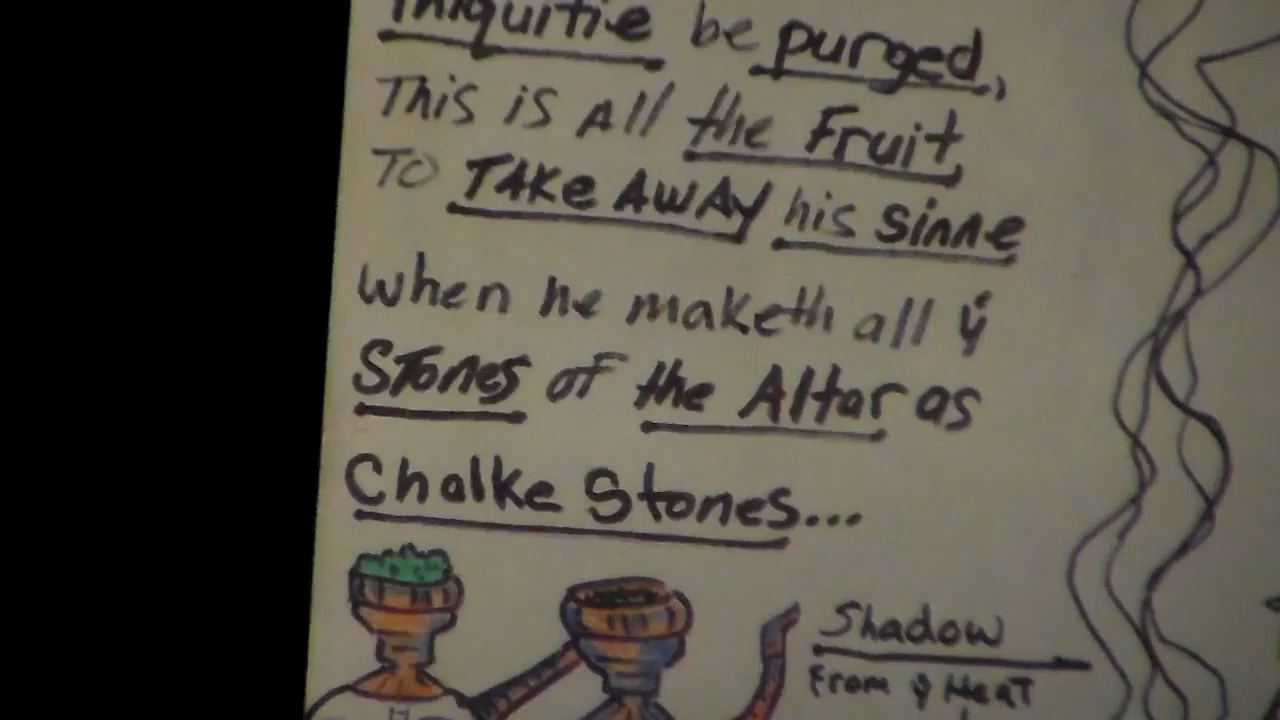 iniquitie be purged,
This is All the Fruit
To TAKe AWAy his Sinne
when he maketh all ẏ
Stones of the Altar as
Chalke Stones...
Shadow
From ẏ HeAT